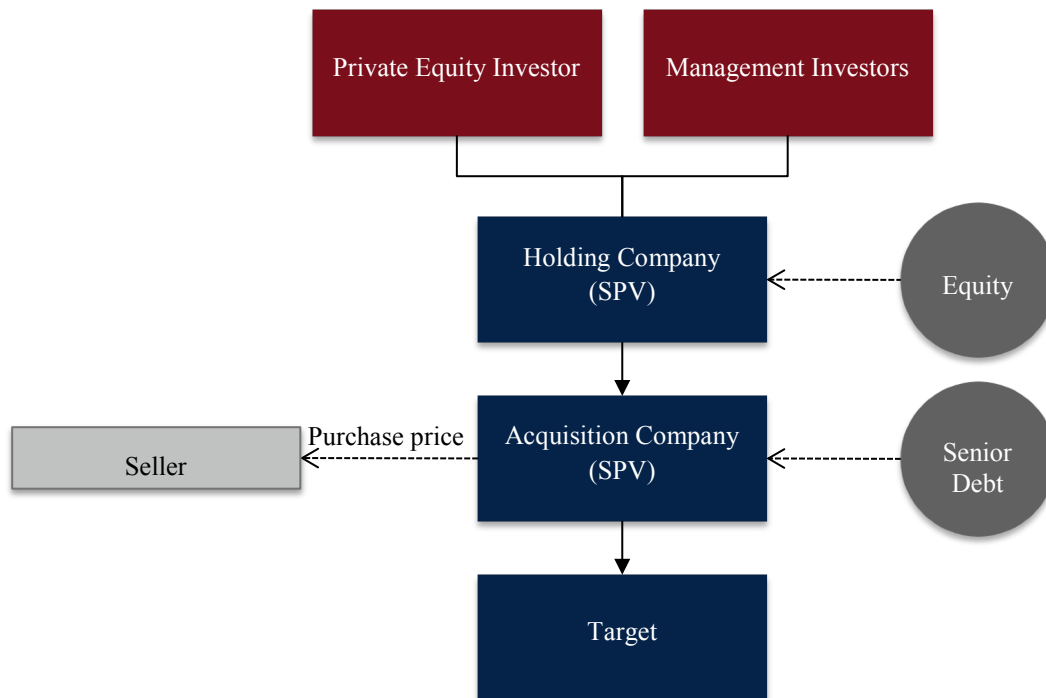 Private Equity Investor
Management Investors
Holding Company
(SPV)
Equity
Purchase price
Seller
Acquisition Company
(SPV)
Senior
Debt
Target